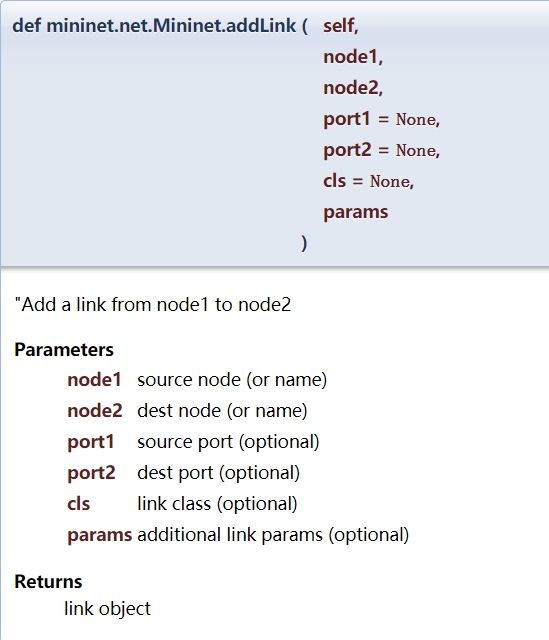 def mininet.net.Mininet.addLink ( self,
node1,
node2,
port1 = None,
port2 = None,
cls = None,
params
)
"Add a link from node1 to node2
Parameters
node1 source node (or name)
node2 dest node (or name)
port1 source port (optional)
port2 dest port (optional)
cls link class (optional)
params additional link params (optional)
Returns
link object